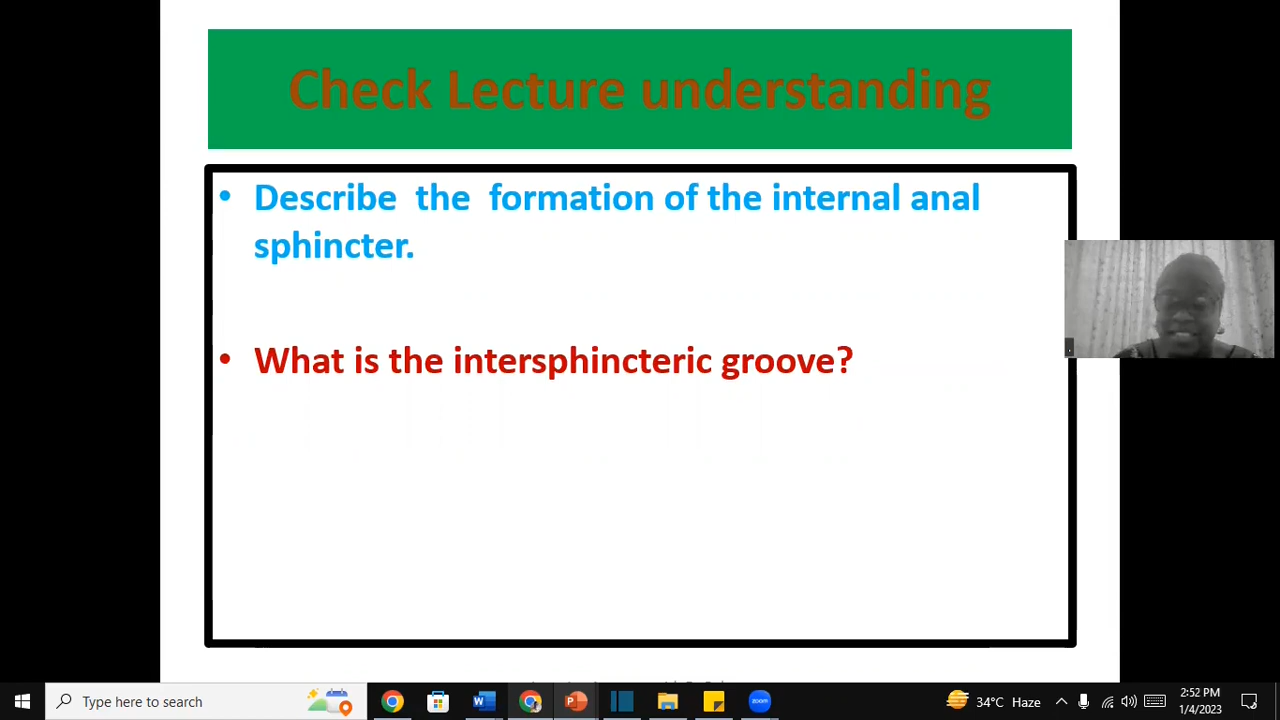 Check Lecture understanding
• Describe the formation of the internal anal
sphincter.
• What is the intersphincteric groove?
Type here to search
zoom
34°C Haze
2:52 PM
1/4/2023